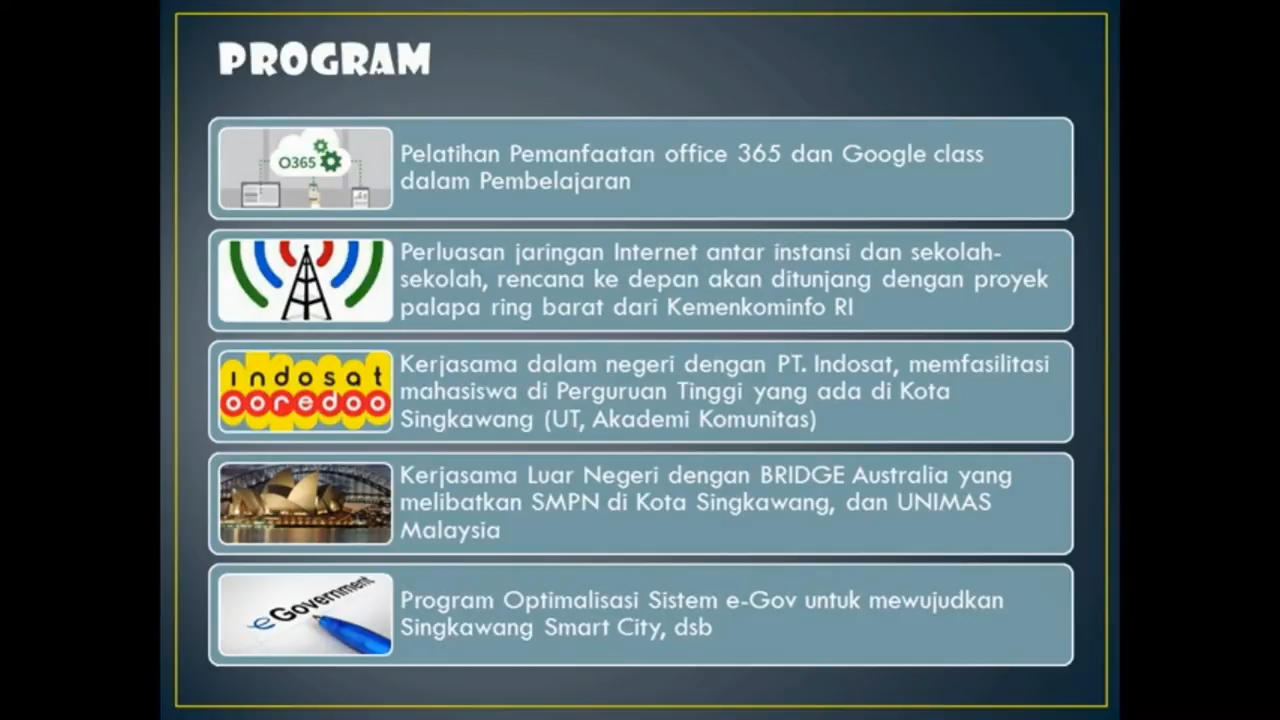 PROGRAM
O365
Pelatihan Pemanfaatan office 365 dan Google class
dalam Pembelajaran
Perluasan jaringan Internet antar instansi dan sekolah-
sekolah, rencana ke depan akan ditunjang dengan proyek
palapa ring barat dari Kemenkominfo RI
indosat
ooredoo
Kerjasama dalam negeri dengan PT. Indosat, memfasilitasi
mahasiswa di Perguruan Tinggi yang ada di Kota
Singkawang (UT, Akademi Komunitas)
Kerjasama Luar Negeri dengan BRIDGE Australia yang
melibatkan SMPN di Kota Singkawang, dan UNIMAS
Malaysia
eGovernment
Program Optimalisasi Sistem e-Gov untuk mewujudkan
Singkawang Smart City, dsb